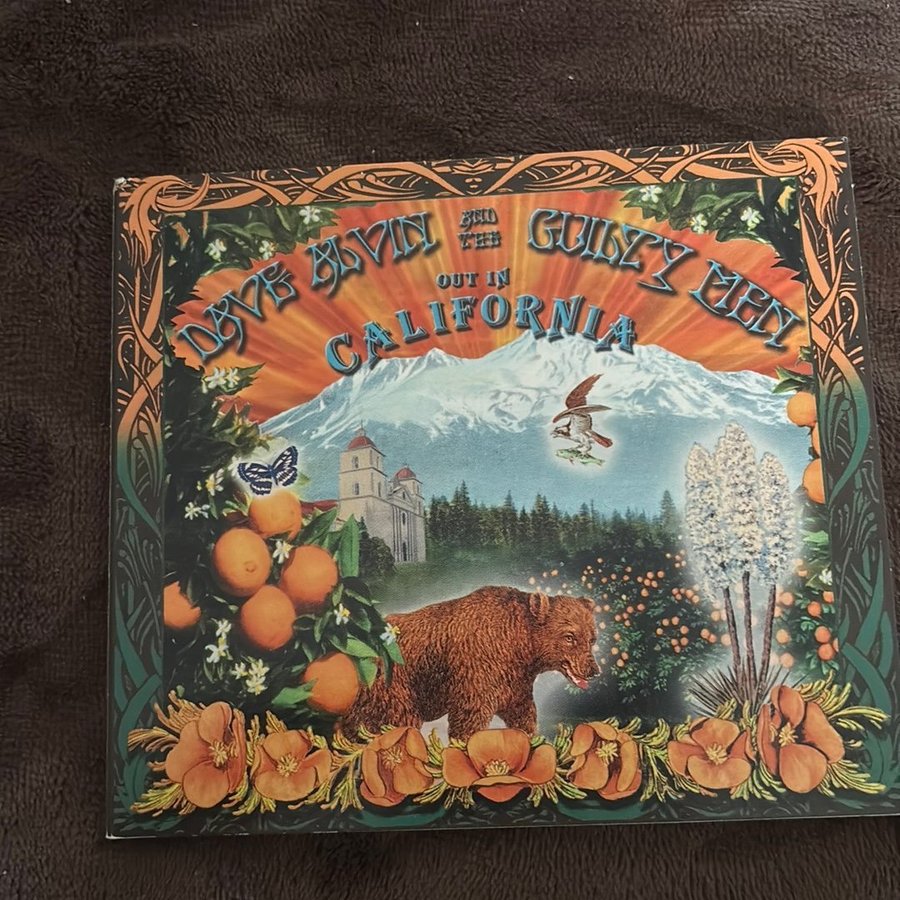 DAVE ALVIN AND THE GUILTY MEN
OUT IN
CALIFORNIA